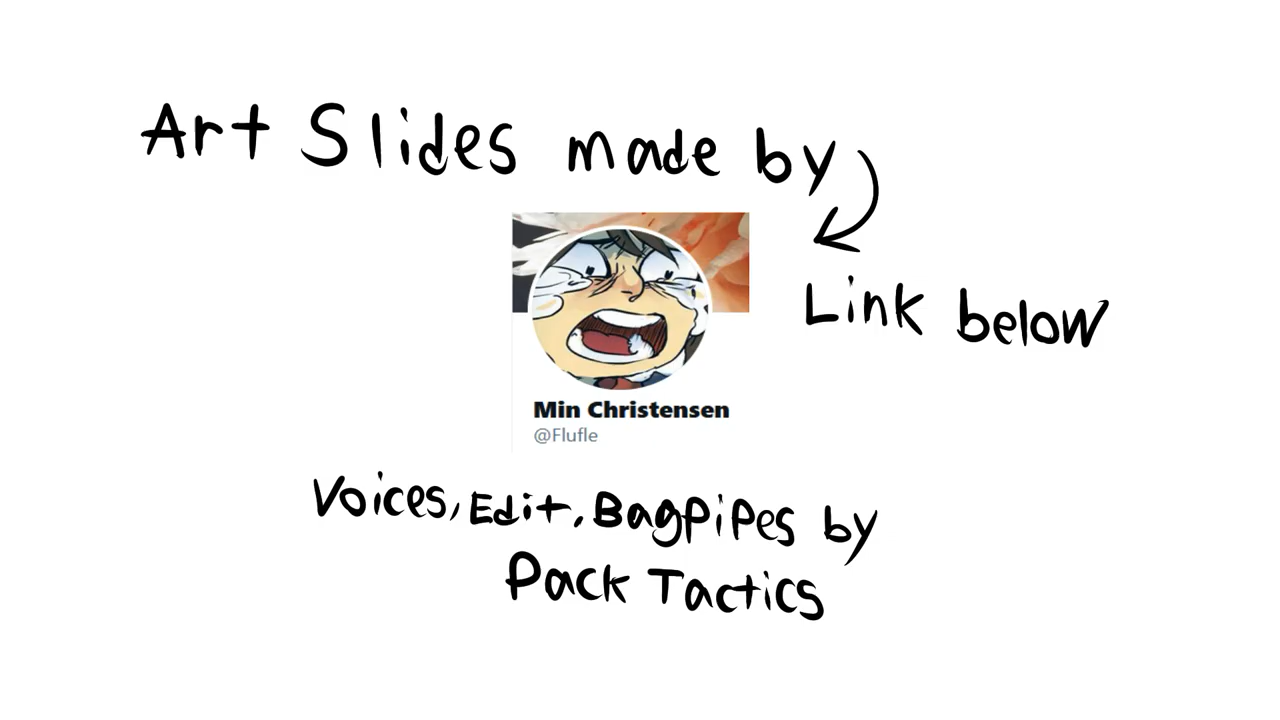 Art Slides made by
Link below
Min Christensen
@Flufle
Voices, Edit, Bagpipes by
Pack Tactics